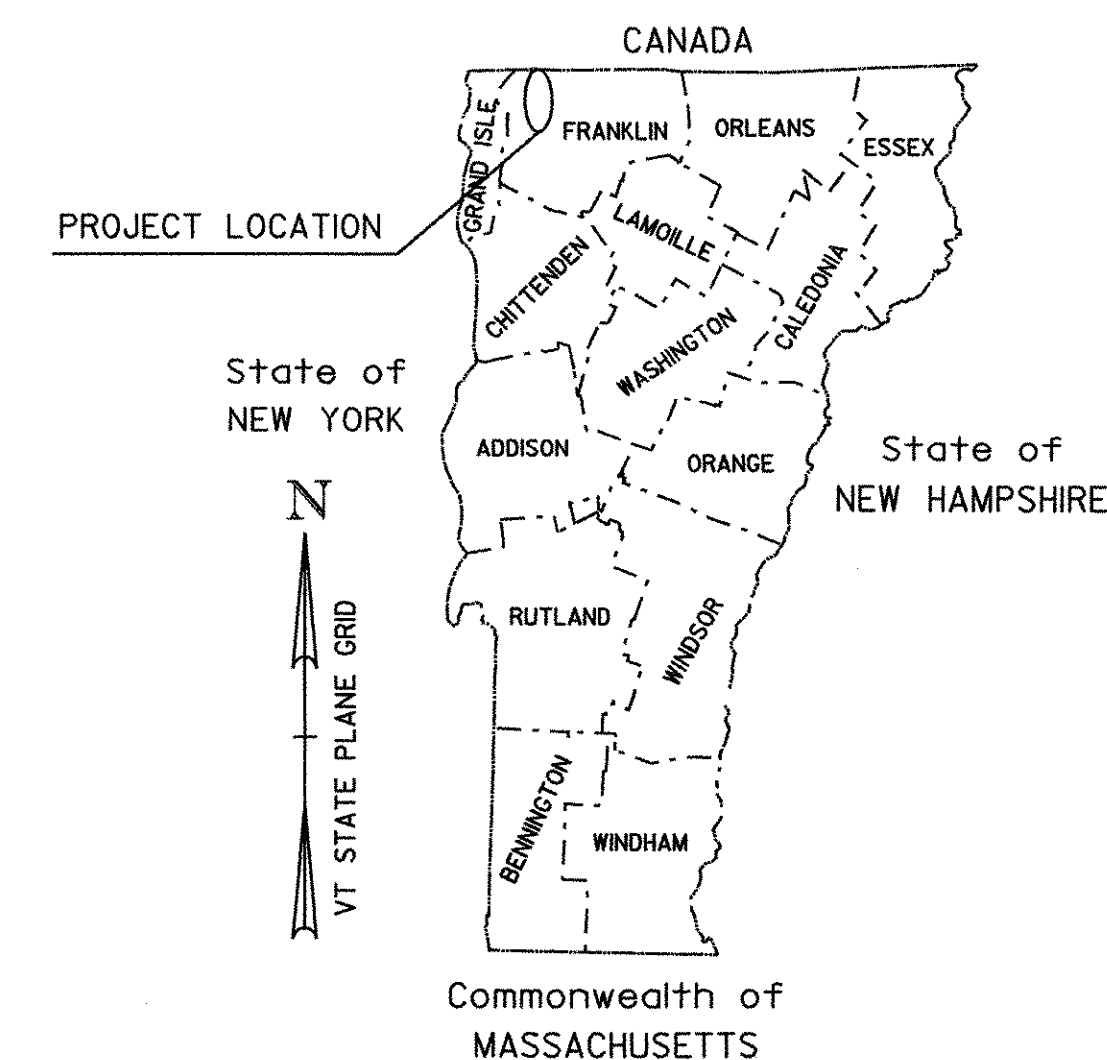 CANADA
GRAND ISLE
FRANKLIN
ORLEANS
ESSEX
PROJECT LOCATION
LAMOILLE
CHITTENDEN
CALEDONIA
WASHINGTON
State of
NEW YORK
ADDISON
ORANGE
State of
NEW HAMPSHIRE
N
VT STATE PLANE GRID
RUTLAND
WINDSOR
BENNINGTON
WINDHAM
Commonwealth of
MASSACHUSETTS